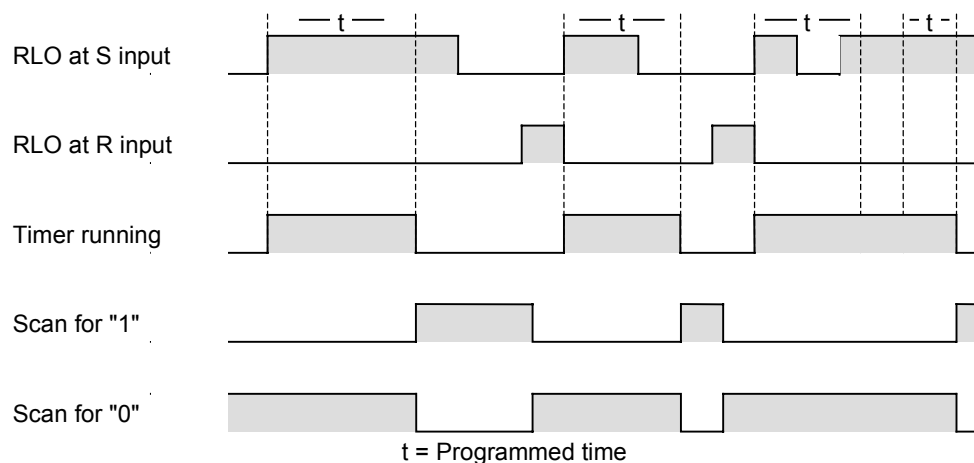 t t t t
RLO at S input
RLO at R input
Timer running
Scan for "1"
Scan for "0"
t = Programmed time